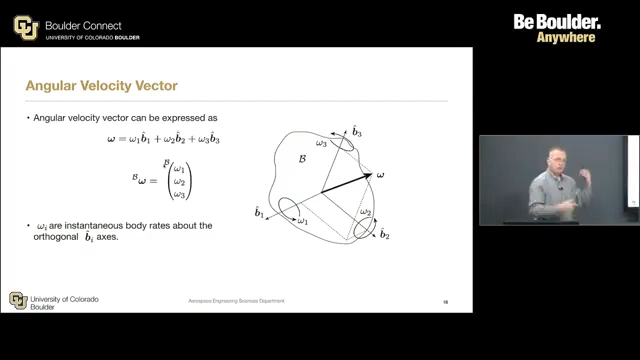 Boulder Connect
UNIVERSITY OF COLORADO BOULDER
Be Boulder.
Anywhere
Angular Velocity Vector
• Angular velocity vector can be expressed as
ω = ω₁b̂₁ + ω₂b̂₂ + ω₃b̂₃
ᴮω = ᴮ(ω₁
ω₂
ω₃)
• ωᵢ are instantaneous body rates about the
orthogonal b̂ᵢ axes.
b̂₃
ω₃
B
ω
b̂₁
ω₁
ω₂
b̂₂
University of Colorado
Boulder
Aerospace Engineering Sciences Department
18